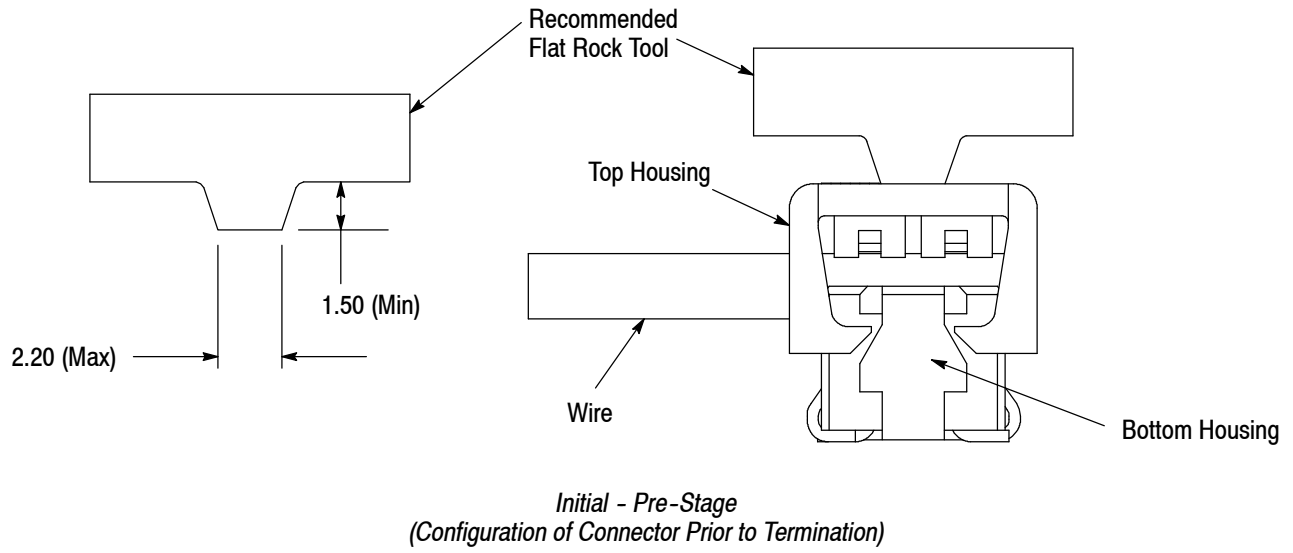 Recommended
Flat Rock Tool
Top Housing
1.50 (Min)
2.20 (Max)
Wire
Bottom Housing
Initial - Pre-Stage
(Configuration of Connector Prior to Termination)